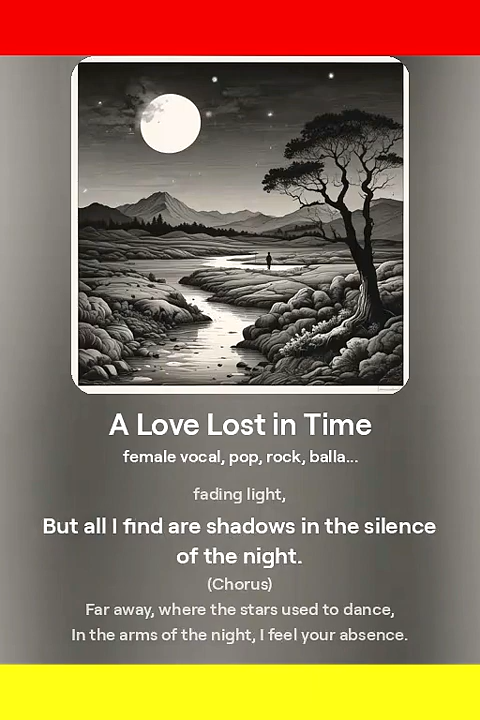 A Love Lost in Time
female vocal, pop, rock, balla...
fading light,
But all I find are shadows in the silence
of the night.
(Chorus)
Far away, where the stars used to dance,
In the arms of the night, I feel your absence.